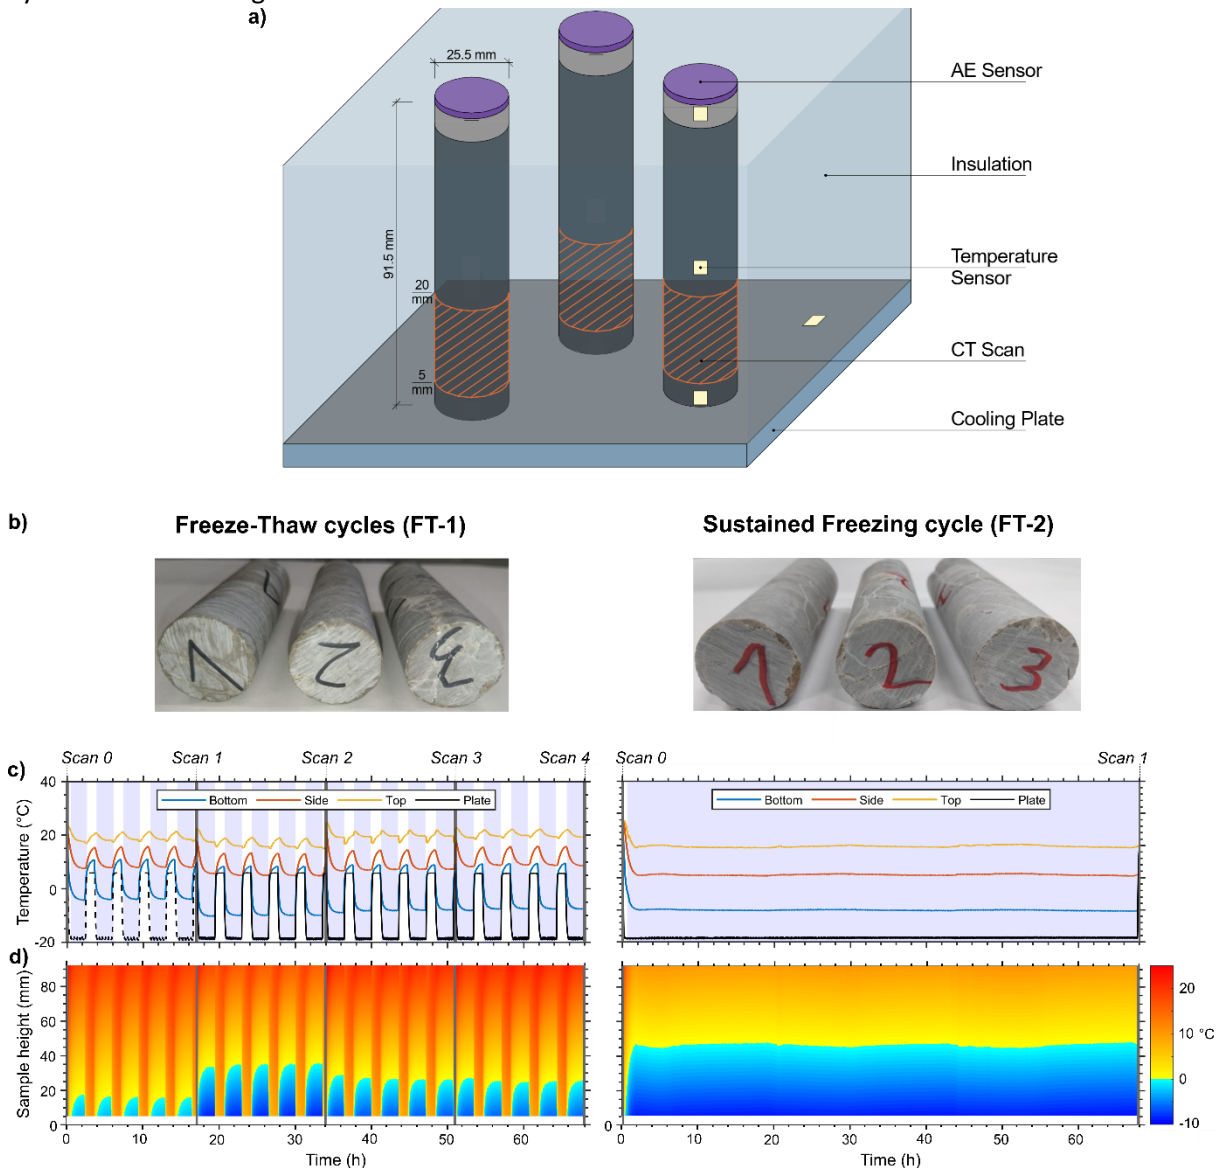 a)
25.5 mm
91.5 mm
20
mm
5
mm
AE Sensor
Insulation
Temperature
Sensor
CT Scan
Cooling Plate
b)
Freeze-Thaw cycles (FT-1)
Sustained Freezing cycle (FT-2)
1
2
3
1
2
3
c)
Scan 0
Scan 1
Scan 2
Scan 3
Scan 4
Scan 0
Scan 1
Temperature (°C)
40
20
0
-20
Bottom
Side
Top
Plate
Bottom
Side
Top
Plate
d)
Sample height (mm)
80
60
40
20
0
0
10
20
30
40
50
60
Time (h)
0
0
10
20
30
40
50
60
Time (h)
20
10 °C
0
-10